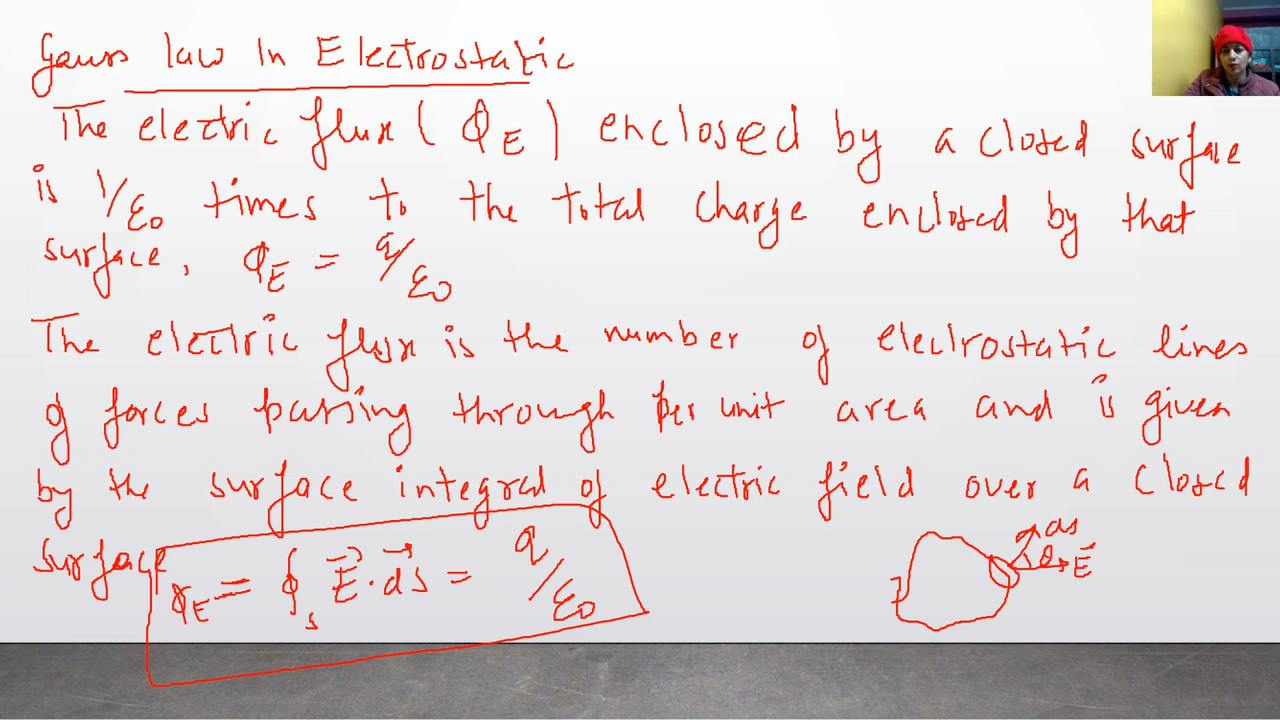 Gauss law in Electrostatic
The electric flux (ϕE) enclosed by a closed surface
is 1/ε0 times to the total charge enclosed by that
surface, ϕE = q/ε0
The electric flux is the number of electrostatic lines
of forces passing through per unit area and is given
by the surface integral of electric field over a closed
surface
ϕE = ∮s E⃗ · ds⃗ = q/ε0
ds
θ E⃗